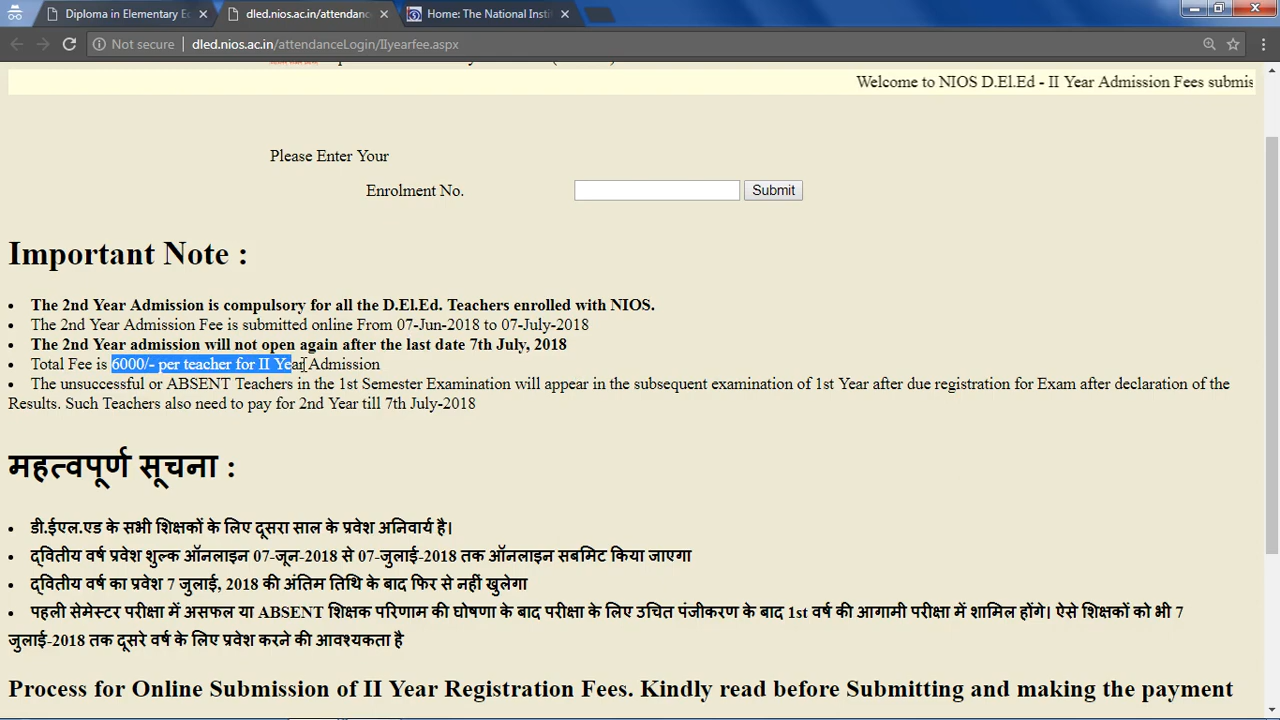 Diploma in Elementary Ed
dled.nios.ac.in/attendanc
Home: The National Instit
Not secure
dled.nios.ac.in/attendanceLogin/IIyearfee.aspx
Welcome to NIOS D.El.Ed - II Year Admission Fees submis
Please Enter Your
Enrolment No.
Submit
Important Note :
• The 2nd Year Admission is compulsory for all the D.El.Ed. Teachers enrolled with NIOS.
• The 2nd Year Admission Fee is submitted online From 07-Jun-2018 to 07-July-2018
• The 2nd Year admission will not open again after the last date 7th July, 2018
• Total Fee is 6000/- per teacher for II Year Admission
• The unsuccessful or ABSENT Teachers in the 1st Semester Examination will appear in the subsequent examination of 1st Year after due registration for Exam after declaration of the
Results. Such Teachers also need to pay for 2nd Year till 7th July-2018
महत्वपूर्ण सूचना :
• डी.ईएल.एड के सभी शिक्षकों के लिए दूसरा साल के प्रवेश अनिवार्य है।
• द्वितीय वर्ष प्रवेश शुल्क ऑनलाइन 07-जून-2018 से 07-जुलाई-2018 तक ऑनलाइन सबमिट किया जाएगा
• द्वितीय वर्ष का प्रवेश 7 जुलाई, 2018 की अंतिम तिथि के बाद फिर से नहीं खुलेगा
• पहली सेमेस्टर परीक्षा में असफल या ABSENT शिक्षक परिणाम की घोषणा के बाद परीक्षा के लिए उचित पंजीकरण के बाद 1st वर्ष की आगामी परीक्षा में शामिल होंगे। ऐसे शिक्षकों को भी 7
जुलाई-2018 तक दूसरे वर्ष के लिए प्रवेश करने की आवश्यकता है
Process for Online Submission of II Year Registration Fees. Kindly read before Submitting and making the payment